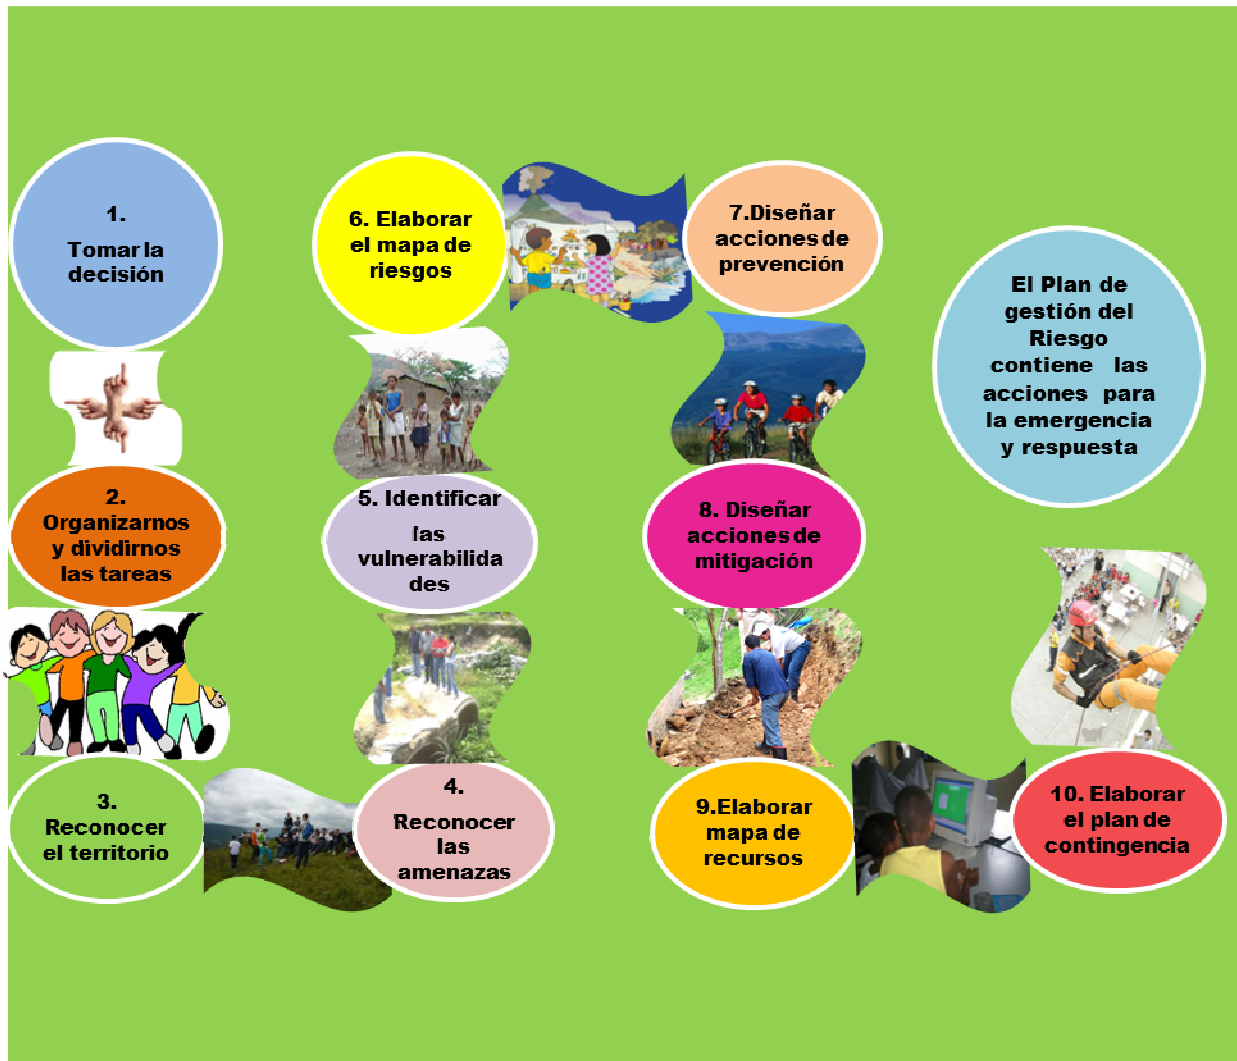 1.
Tomar la
decisión
2.
Organizarnos
y dividirnos
las tareas
3.
Reconocer
el territorio
4.
Reconocer
las
amenazas
5. Identificar
las
vulnerabilida
des
6. Elaborar
el mapa de
riesgos
7.Diseñar
acciones de
prevención
8. Diseñar
acciones de
mitigación
9.Elaborar
mapa de
recursos
10. Elaborar
el plan de
contingencia
El Plan de
gestión del
Riesgo
contiene las
acciones para
la emergencia
y respuesta